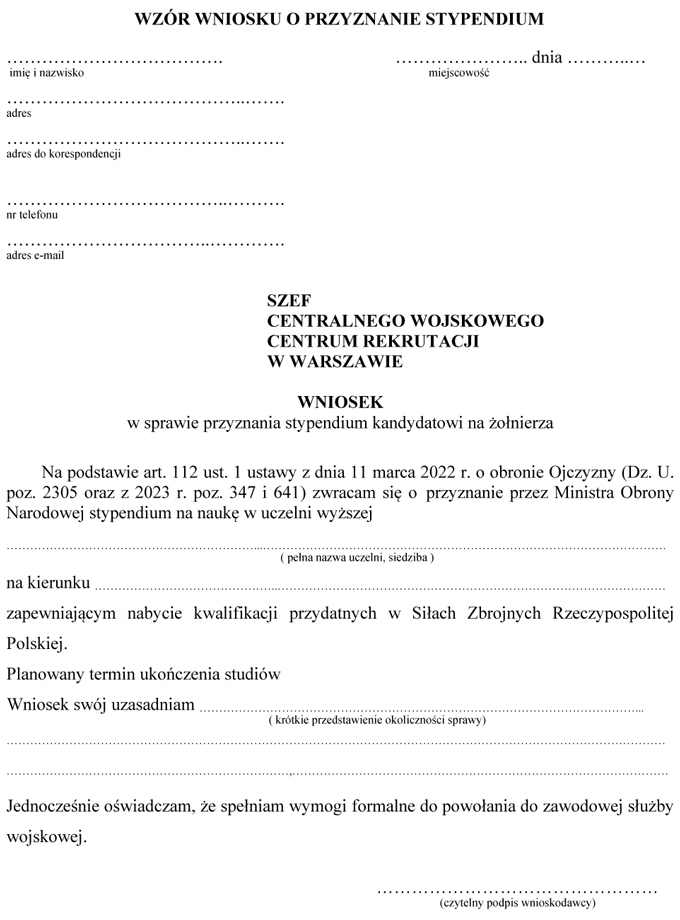 WZÓR WNIOSKU O PRZYZNANIE STYPENDIUM
……………………………. ………………….. dnia ………..…
imię i nazwisko miejscowość
………………………………..…….
adres
………………………………..…….
adres do korespondencji
……………………………..……….
nr telefonu
…………………………..………….
adres e-mail
SZEF
CENTRALNEGO WOJSKOWEGO
CENTRUM REKRUTACJI
W WARSZAWIE
WNIOSEK
w sprawie przyznania stypendium kandydatowi na żołnierza
Na podstawie art. 112 ust. 1 ustawy z dnia 11 marca 2022 r. o obronie Ojczyzny (Dz. U.
poz. 2305 oraz z 2023 r. poz. 347 i 641) zwracam się o przyznanie przez Ministra Obrony
Narodowej stypendium na naukę w uczelni wyższej
………………………………………………………...…………………………………………………………………………………………
( pełna nazwa uczelni, siedziba )
na kierunku ………………………………………...……………………………………………………………………………………
zapewniającym nabycie kwalifikacji przydatnych w Siłach Zbrojnych Rzeczypospolitej
Polskiej.
Planowany termin ukończenia studiów
Wniosek swój uzasadniam ……………………………………………………………………………………………………...
( krótkie przedstawienie okoliczności sprawy)
……………………………………………………………………………………………………………………………………………………
………………………………………………………………,……………………………………………………………………………………
Jednocześnie oświadczam, że spełniam wymogi formalne do powołania do zawodowej służby
wojskowej.
…………………………………………
(czytelny podpis wnioskodawcy)